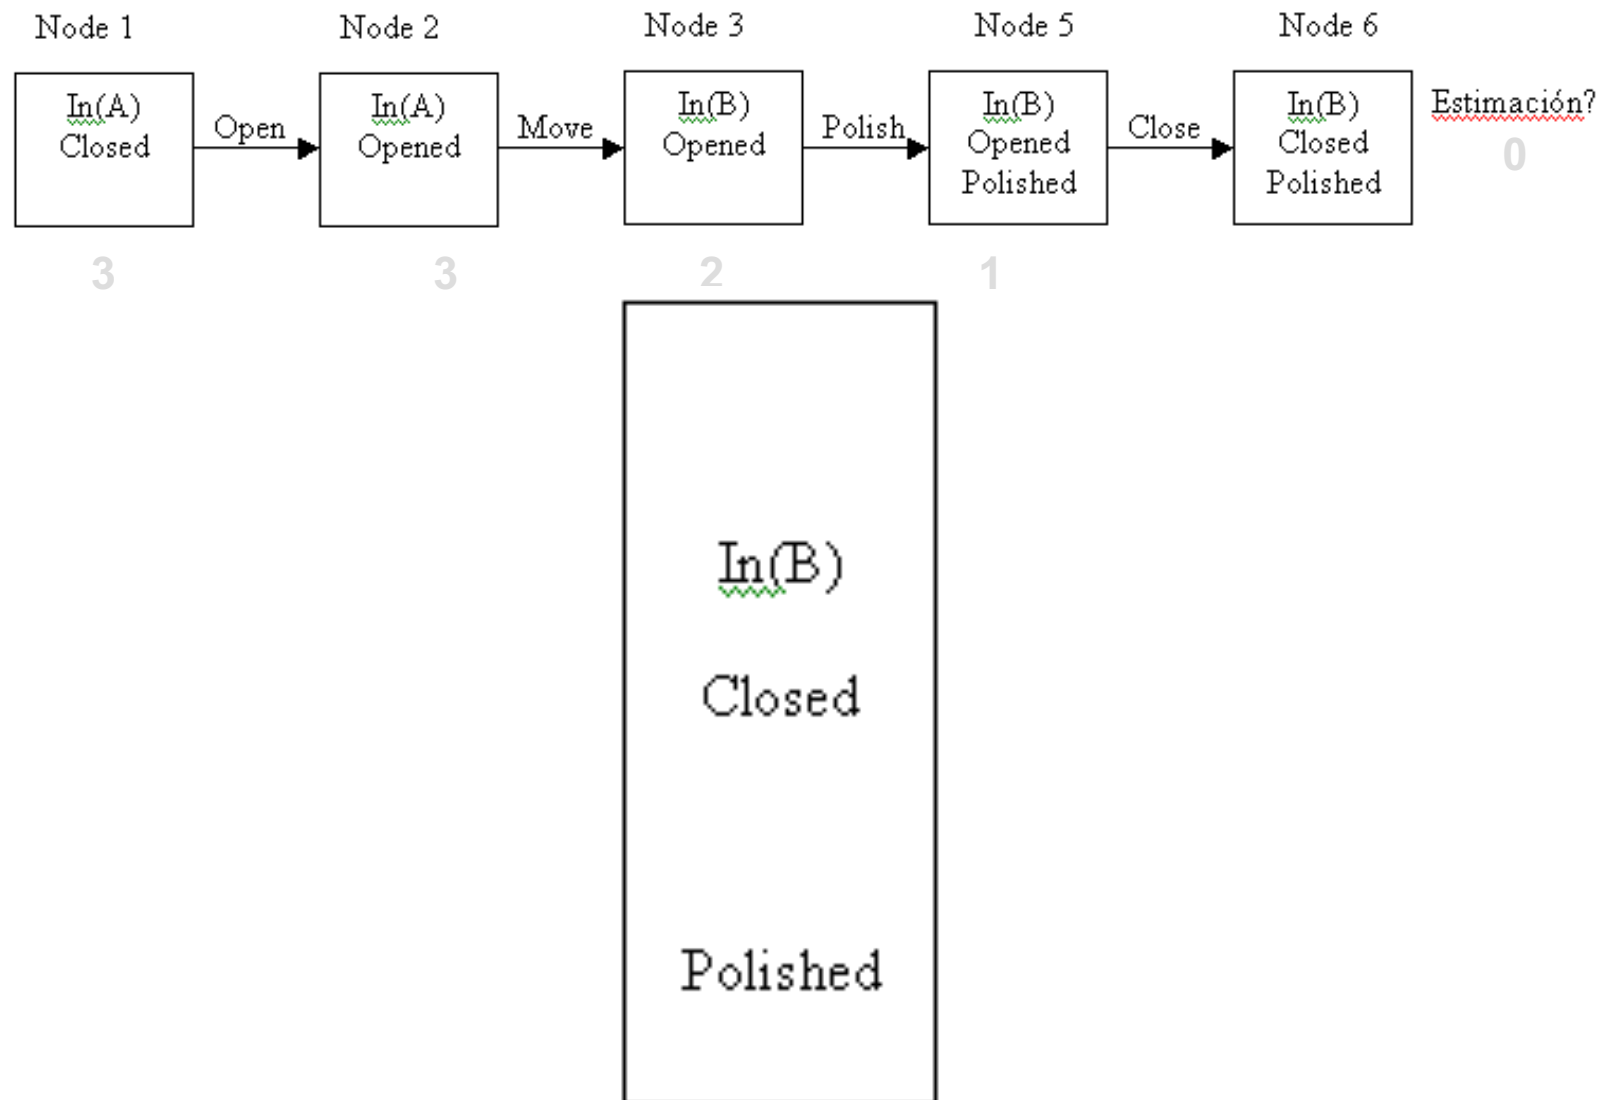 Node 1
Node 2
Node 3
Node 5
Node 6
In(A)
Closed
Open
In(A)
Opened
Move
In(B)
Opened
Polish
In(B)
Opened
Polished
Close
In(B)
Closed
Polished
Estimación?
0
3
3
2
1
In(B)
Closed
Polished